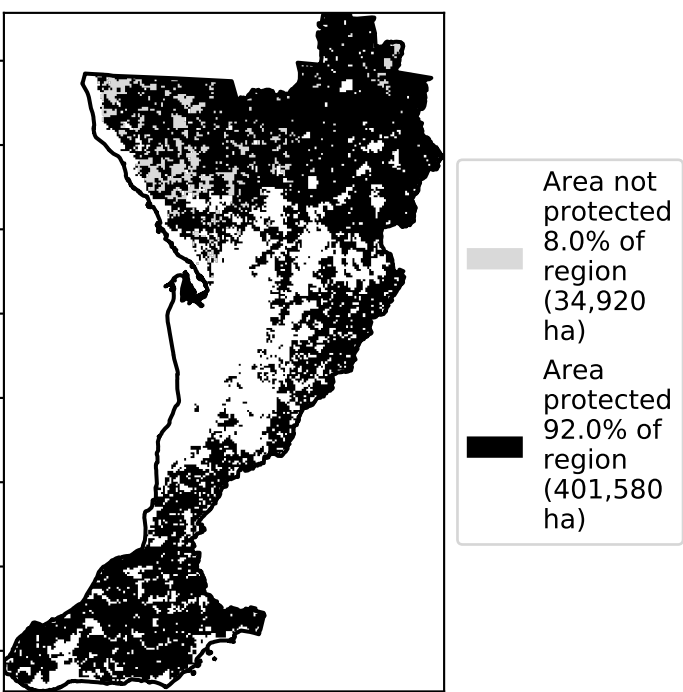 Area not
protected
8.0% of
region
(34,920
ha)
Area
protected
92.0% of
region
(401,580
ha)